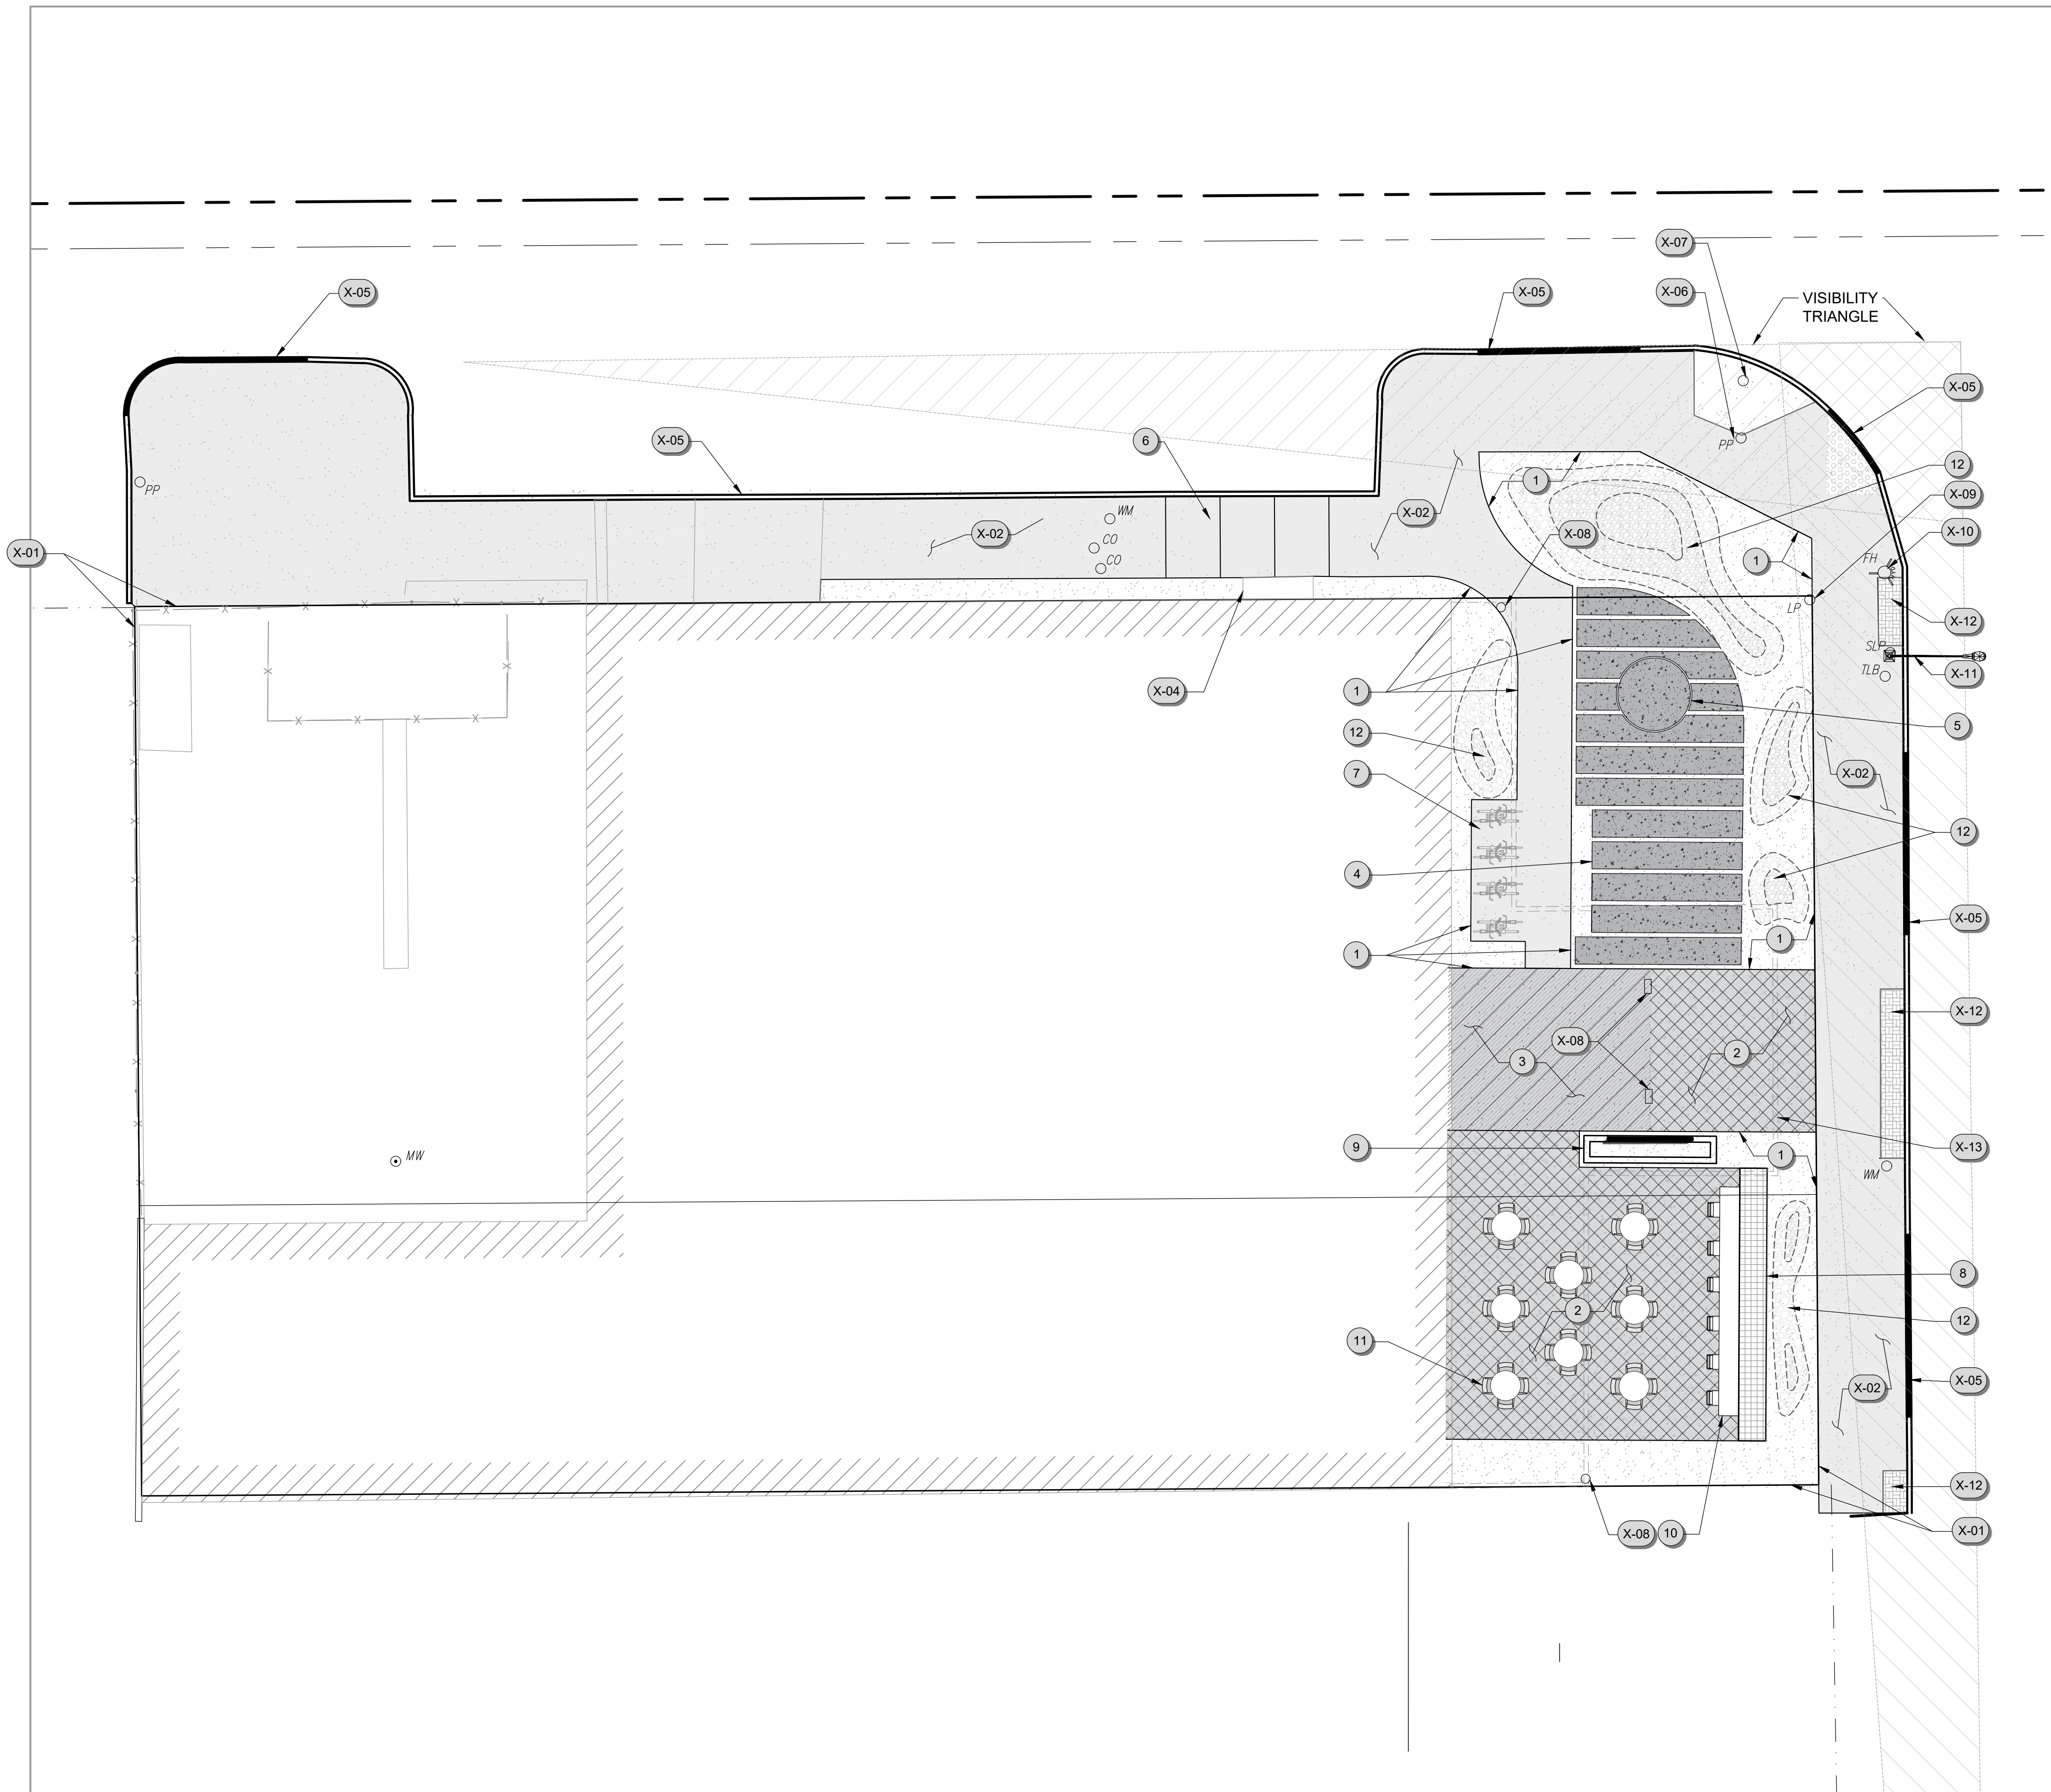 X-07
X-05
X-05
X-06
VISIBILITY
TRIANGLE
X-05
X-05
6
PP
12
1
X-09
PP
WM
X-02
X-02
CO
X-08
X-10
X-01
CO
1
FH
LP
X-12
SLP
X-04
1
TLB
X-11
5
12
7
X-02
12
4
X-05
1
1
X-12
X-08
3
2
9
X-13
MW
1
WM
8
2
12
11
X-05
X-02
X-12
X-08
10
X-01